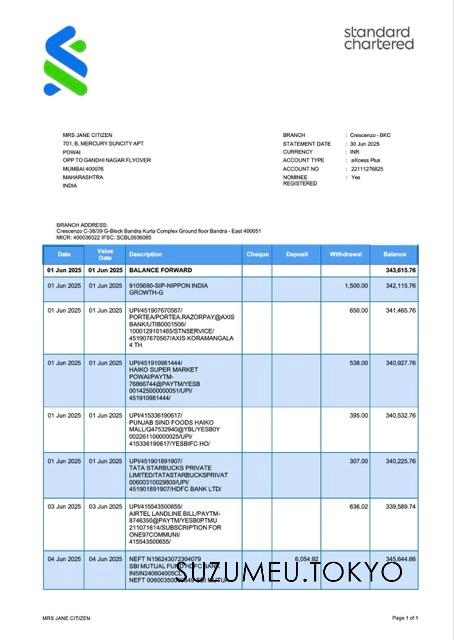 standard
chartered
MRS JANE CITIZEN
701, B, MERCURY SUNCITY APT
POWAI
OPP TO GANDHI NAGAR FLYOVER
MUMBAI 400076
MAHARASHTRA
INDIA
BRANCH : Crescenzo - BKC
STATEMENT DATE : 30 Jun 2025
CURRENCY : INR
ACCOUNT TYPE : aXcess Plus
ACCOUNT NO : 22111276825
NOMINEE : Yes
REGISTERED
BRANCH ADDRESS:
Crescenzo C-38/39 G-Block Bandra Kurla Complex Ground floor Bandra - East 400051
MICR: 400036022 IFSC: SCBL0036085
Date Value Date Description Cheque Deposit Withdrawal Balance
01 Jun 2025 01 Jun 2025 BALANCE FORWARD 343,615.76
01 Jun 2025 01 Jun 2025 9105680-SIP-NIPPON INDIA 1,500.00 342,115.76
GROWTH-G
01 Jun 2025 01 Jun 2025 UPI/451907670567/ 650.00 341,465.76
PORTEA/PORTEA.RAZORPAY@AXIS
BANK/UTIB0001506/
1000129101465/STNSERVICE/
451907670567/AXIS KORAMANGALA
4 TH
01 Jun 2025 01 Jun 2025 UPI/451910981444/ 538.00 340,927.76
HAIKO SUPER MARKET
POWAI/PAYTM-
76866744@PAYTM/YESB
001425000000051/UPI/
451910981444/
01 Jun 2025 01 Jun 2025 UPI/415336190617/ 395.00 340,532.76
PUNJAB SIND FOODS HAIKO
MALL/Q47532940@YBL/YESB0Y
002261100000025/UPI/
415336190617/YESBIFC HO/
01 Jun 2025 01 Jun 2025 UPI/451901891907/ 307.00 340,225.76
TATA STARBUCKS PRIVATE
LIMITED/TATASTARBUCKSPRIVAT
00600310029800/UPI/
451901891907/HDFC BANK LTD/
03 Jun 2025 03 Jun 2025 UPI/415543500655/ 636.02 339,589.74
AIRTEL LANDLINE BILL/PAYTM-
8746350@PAYTM/YESB0PTMU
211071614/SUBSCRIPTION FOR
ONE97COMMUNI/
415543500655/
04 Jun 2025 04 Jun 2025 NEFT N156243072304079 6,054.92 345,644.66
SBI MUTUAL FUND HDFC BANK
SUZUMEU.TOKYO
MRS JANE CITIZEN Page 1 of 1